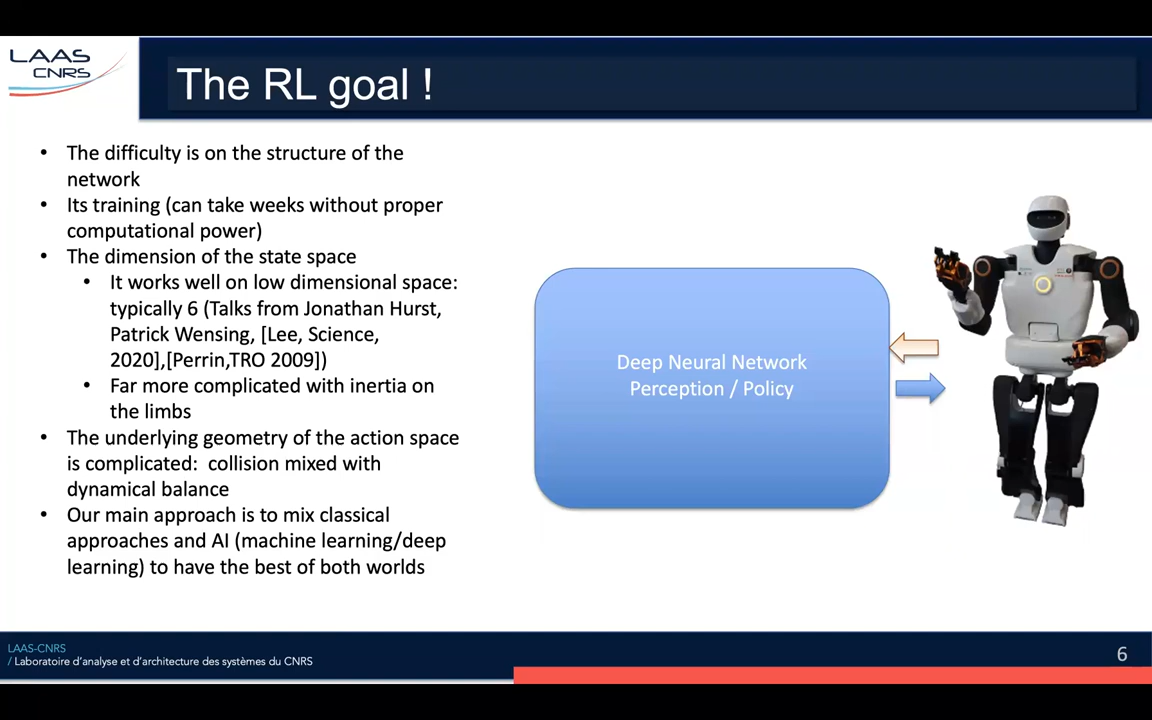 LAAS
CNRS
The RL goal !
• The difficulty is on the structure of the
network
• Its training (can take weeks without proper
computational power)
• The dimension of the state space
• It works well on low dimensional space:
typically 6 (Talks from Jonathan Hurst,
Patrick Wensing, [Lee, Science,
2020],[Perrin,TRO 2009])
• Far more complicated with inertia on
the limbs
• The underlying geometry of the action space
is complicated:  collision mixed with
dynamical balance
• Our main approach is to mix classical
approaches and AI (machine learning/deep
learning) to have the best of both worlds
Deep Neural Network
Perception / Policy
LAAS-CNRS
/ Laboratoire d'analyse et d'architecture des systèmes du CNRS
6